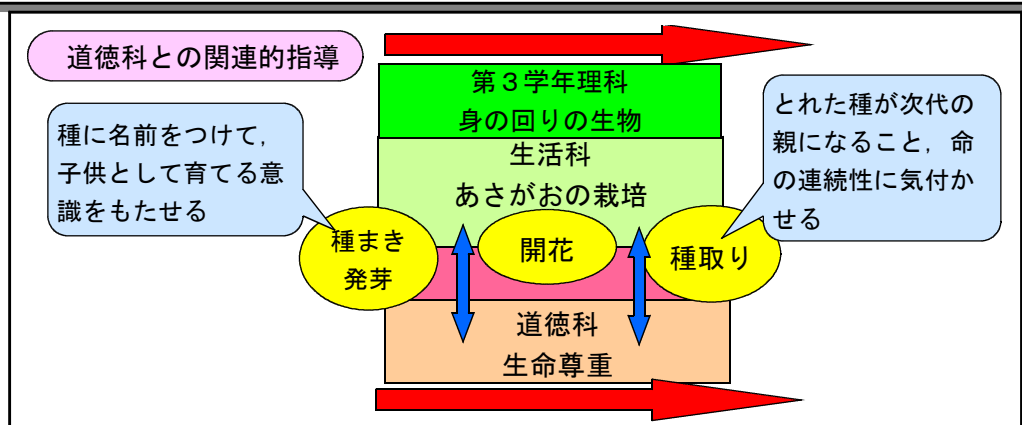 道徳科との関連的指導
第３学年理科
身の回りの生物
種に名前をつけて，
子供として育てる意
識をもたせる
生活科
あさがおの栽培
とれた種が次代の
親になること，命
の連続性に気付か
せる
種まき
発芽
開花
種取り
道徳科
生命尊重